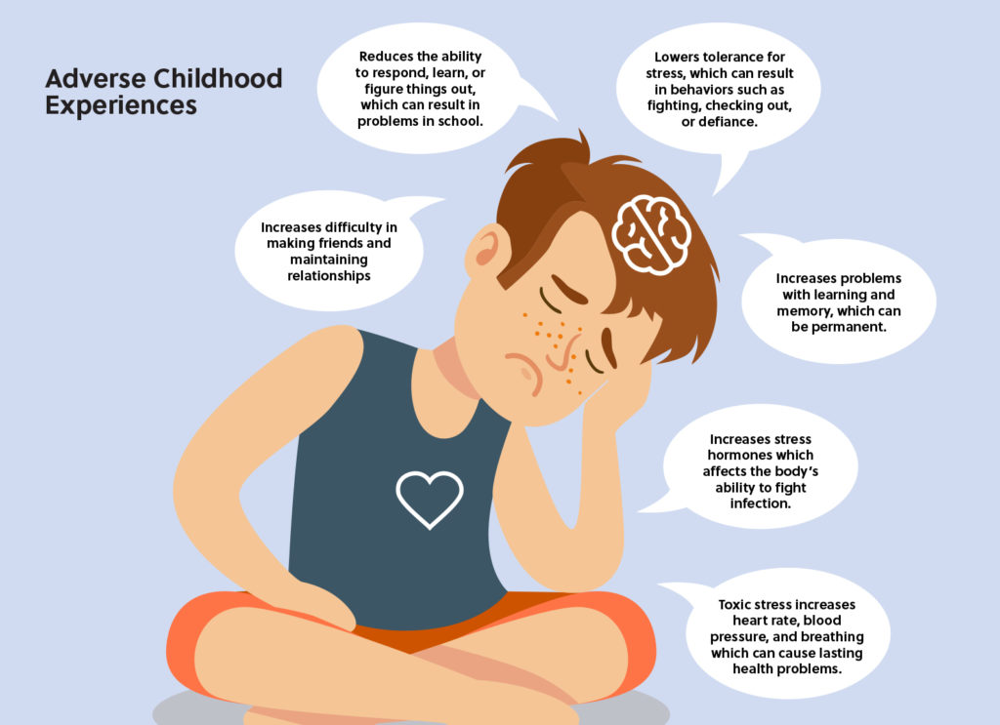 Adverse Childhood
Experiences
Reduces the ability
to respond, learn, or
figure things out,
which can result in
problems in school.
Lowers tolerance for
stress, which can result
in behaviors such as
fighting, checking out,
or defiance.
Increases difficulty in
making friends and
maintaining
relationships
Increases problems
with learning and
memory, which can
be permanent.
Increases stress
hormones which
affects the body's
ability to fight
infection.
Toxic stress increases
heart rate, blood
pressure, and breathing
which can cause lasting
health problems.